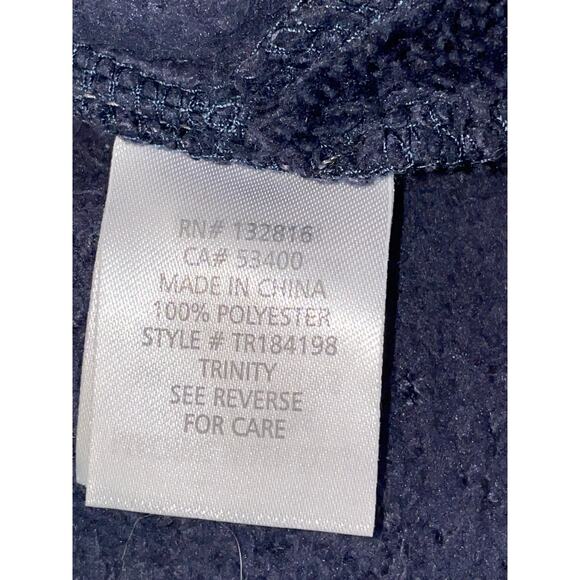 RN# 132816
CA# 53400
MADE IN CHINA
100% POLYESTER
STYLE # TR184198
TRINITY
SEE REVERSE
FOR CARE